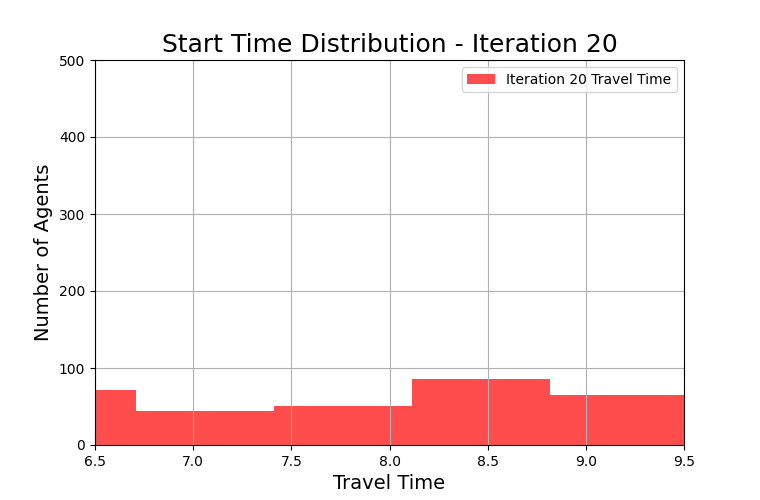 Start Time Distribution - Iteration 20
Iteration 20 Travel Time
Number of Agents
500
400
300
200
100
0
6.5 7.0 7.5 8.0 8.5 9.0 9.5
Travel Time